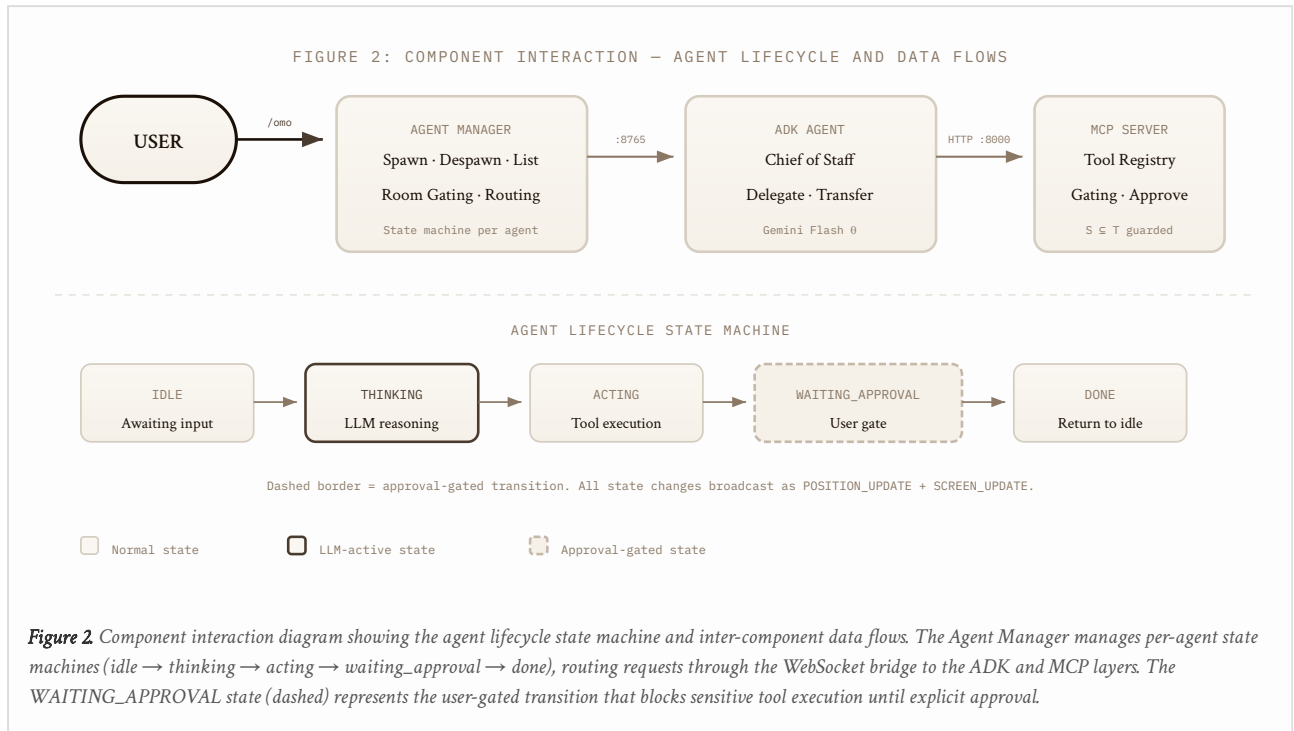 FIGURE 2: COMPONENT INTERACTION — AGENT LIFECYCLE AND DATA FLOWS
USER
/omo
AGENT MANAGER
Spawn · Despawn · List
Room Gating · Routing
State machine per agent
:8765
ADK AGENT
Chief of Staff
Delegate · Transfer
Gemini Flash θ
HTTP :8000
MCP SERVER
Tool Registry
Gating · Approve
S ⊆ T guarded
AGENT LIFECYCLE STATE MACHINE
IDLE
Awaiting input
THINKING
LLM reasoning
ACTING
Tool execution
WAITING_APPROVAL
User gate
DONE
Return to idle
Dashed border = approval-gated transition. All state changes broadcast as POSITION_UPDATE + SCREEN_UPDATE.
Normal state
LLM-active state
Approval-gated state
Figure 2. Component interaction diagram showing the agent lifecycle state machine and inter-component data flows. The Agent Manager manages per-agent state
machines (idle → thinking → acting → waiting_approval → done), routing requests through the WebSocket bridge to the ADK and MCP layers. The
WAITING_APPROVAL state (dashed) represents the user-gated transition that blocks sensitive tool execution until explicit approval.